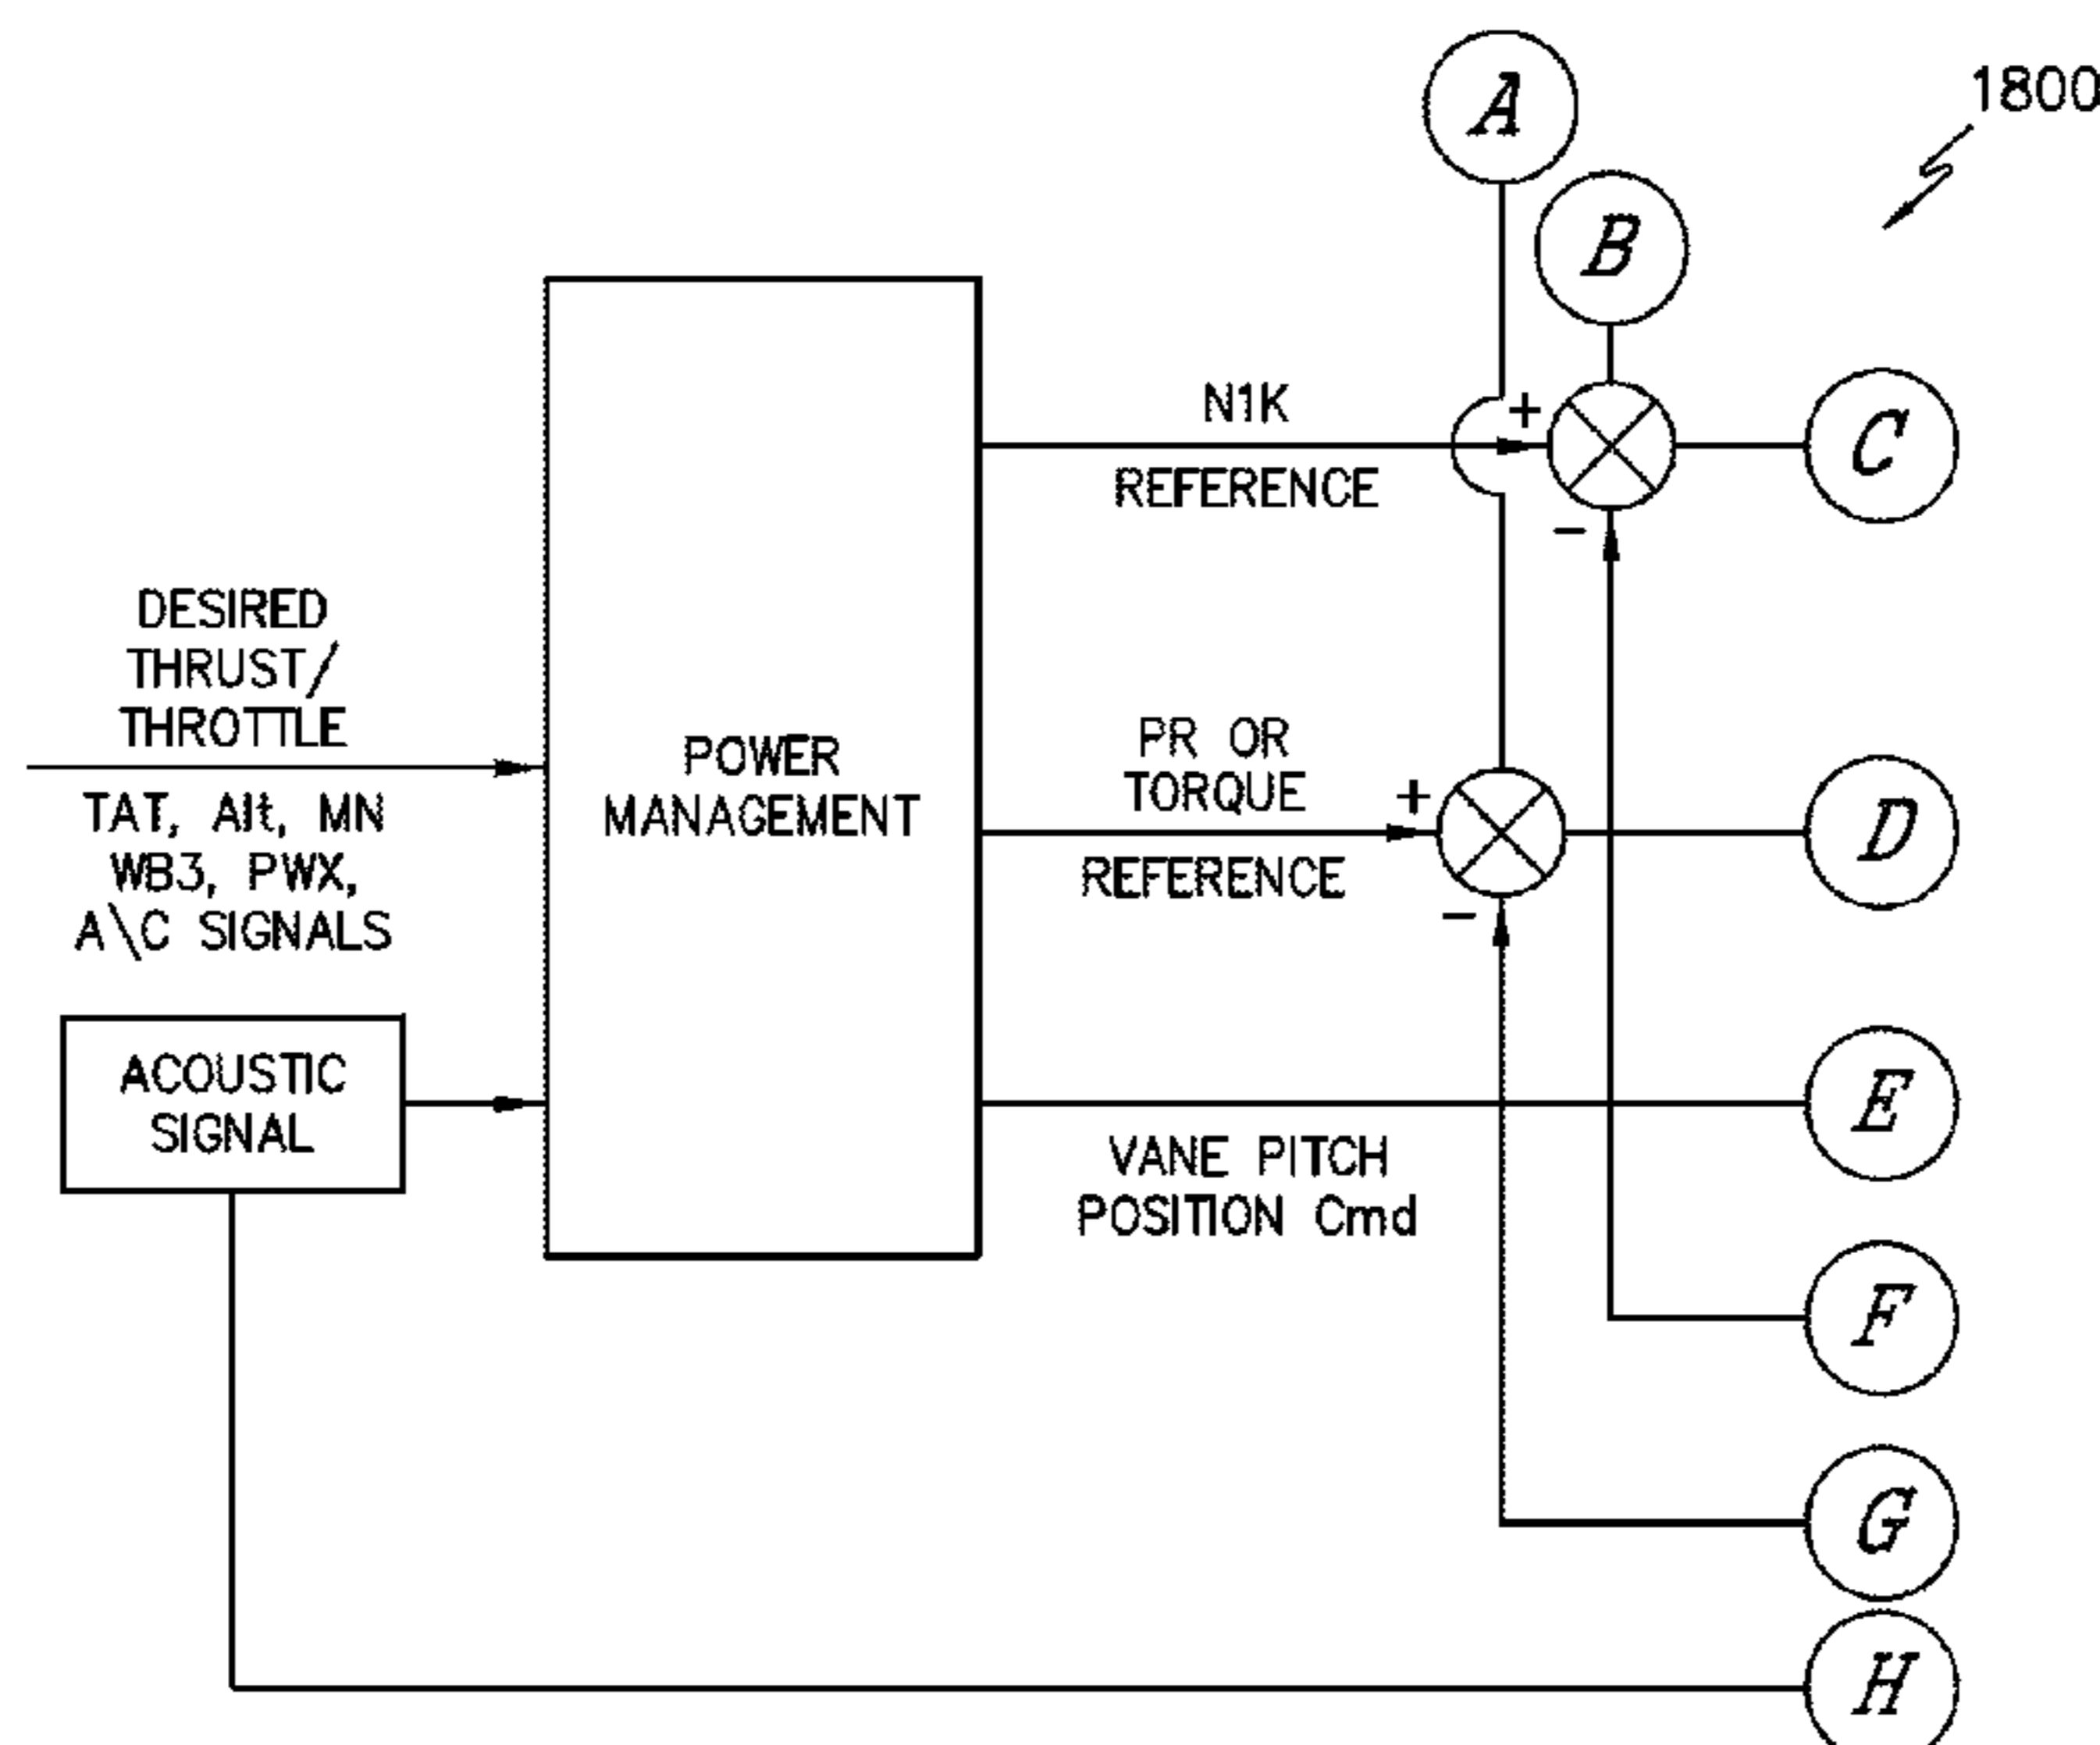 1800
A
B
N1K
+
C
REFERENCE
-
DESIRED
THRUST/
THROTTLE
TAT, Alt, MN
WB3, PWX,
A\C SIGNALS
POWER
MANAGEMENT
PR OR
TORQUE
+
REFERENCE
-
D
ACOUSTIC
SIGNAL
VANE PITCH
POSITION Cmd
E
F
G
H